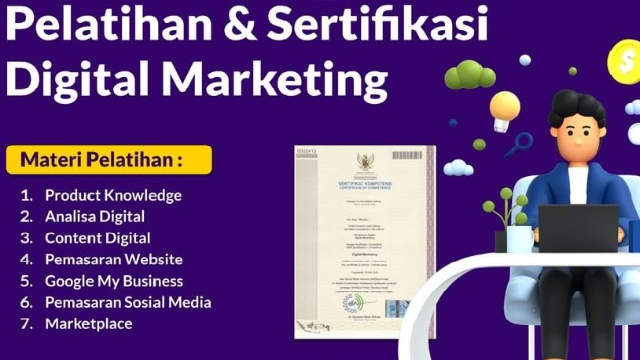 Pelatihan & Sertifikasi
Digital Marketing
Materi Pelatihan :
1. Product Knowledge
2. Analisa Digital
3. Content Digital
4. Pemasaran Website
5. Google My Business
6. Pemasaran Sosial Media
7. Marketplace
SERTIFIKAT KOMPETENSI
CERTIFICATE OF COMPETENCE
Digital Marketing
$